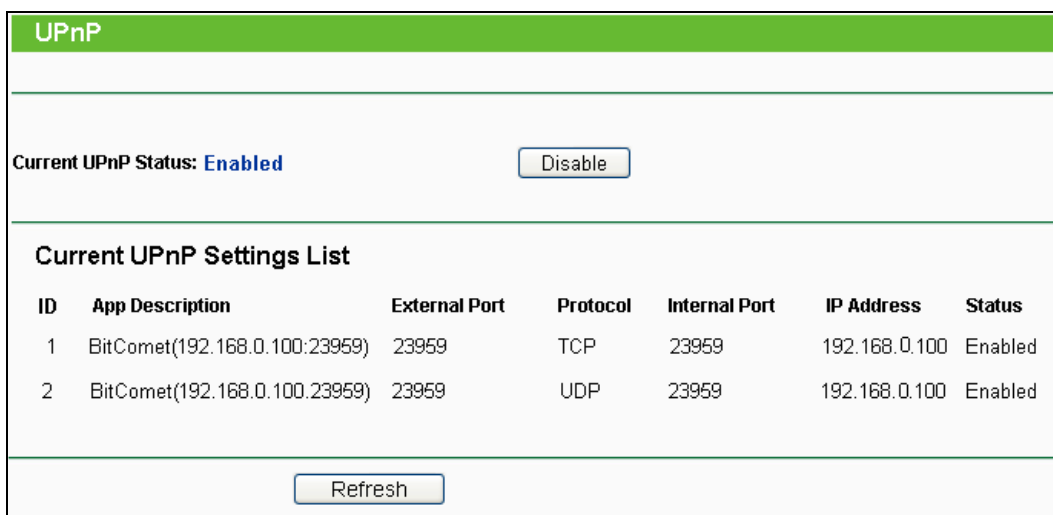 UPnP
Current UPnP Status: Enabled Disable
Current UPnP Settings List
ID App Description External Port Protocol Internal Port IP Address Status
1 BitComet(192.168.0.100:23959) 23959 TCP 23959 192.168.0.100 Enabled
2 BitComet(192.168.0.100.23959) 23959 UDP 23959 192.168.0.100 Enabled
Refresh